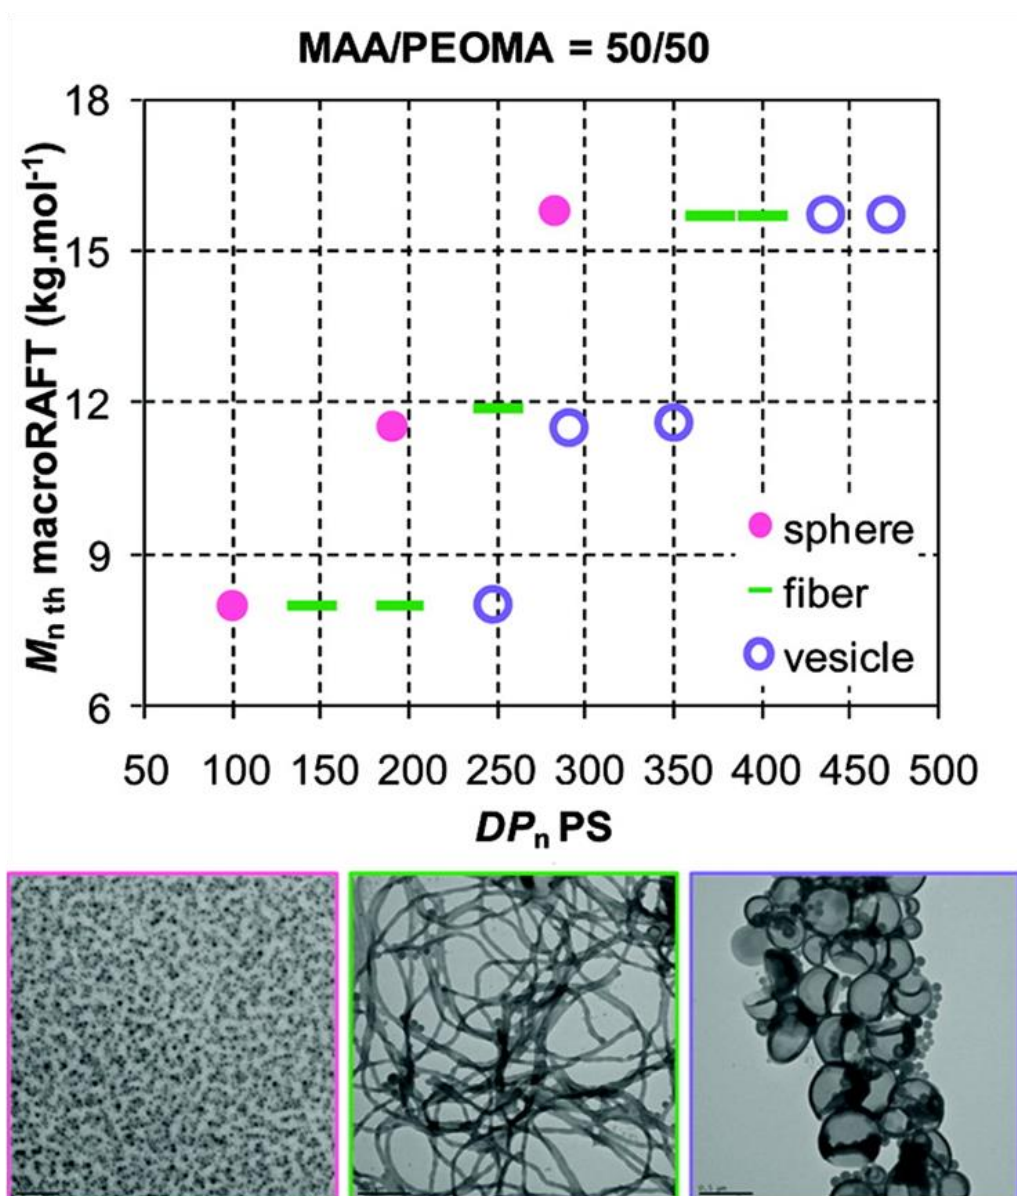 MAA/PEOMA = 50/50
18
15
12
9
6
Mn th macroRAFT (kg.mol-1)
sphere
fiber
vesicle
50 100 150 200 250 300 350 400 450 500
DPn PS